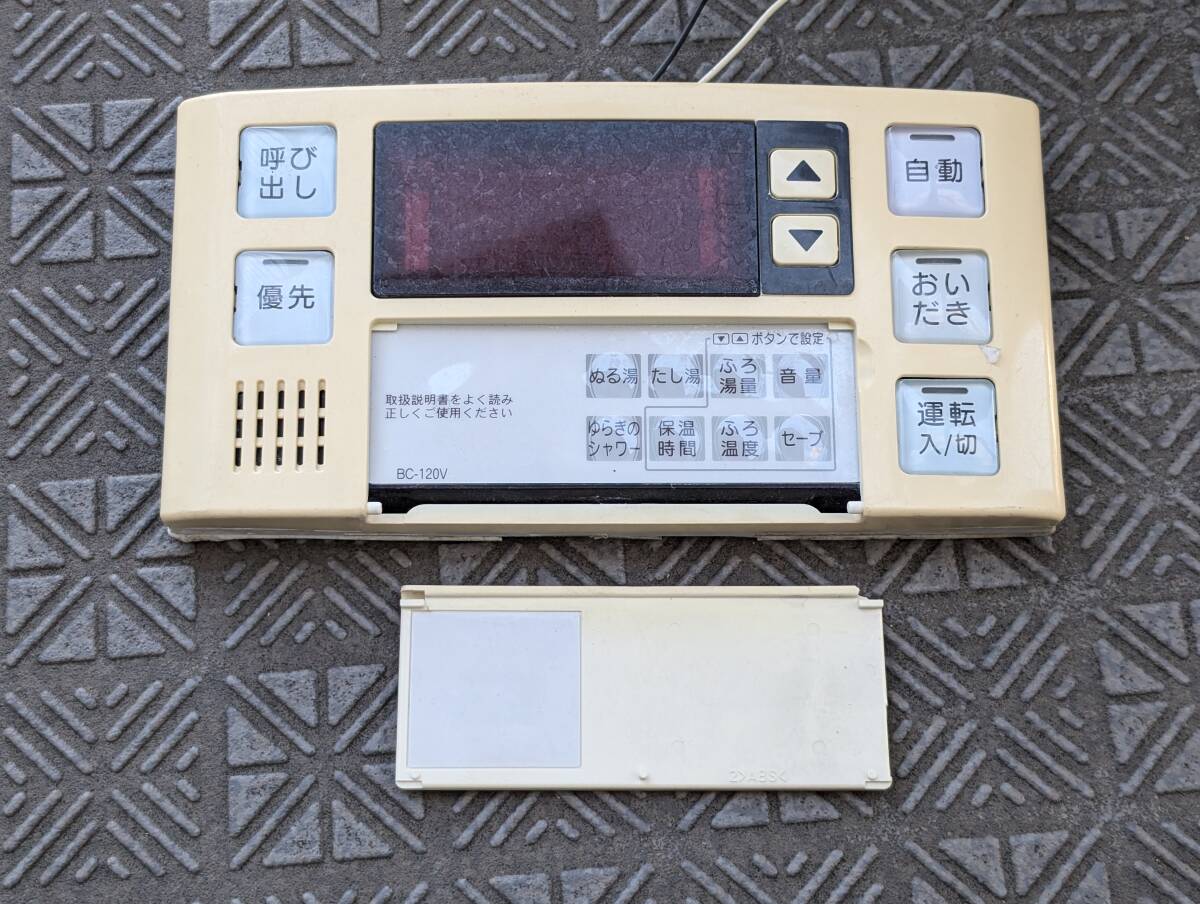 呼び
出し
優先
▲
▼
自動
おい
だき
運転
入/切
▼▲ボタンで設定
ぬる湯
たし湯
ふろ
湯量
音量
取扱説明書をよく読み
正しくご使用ください
ゆらぎの
シャワー
保温
時間
ふろ
温度
セーブ
BC-120V
>ABS<